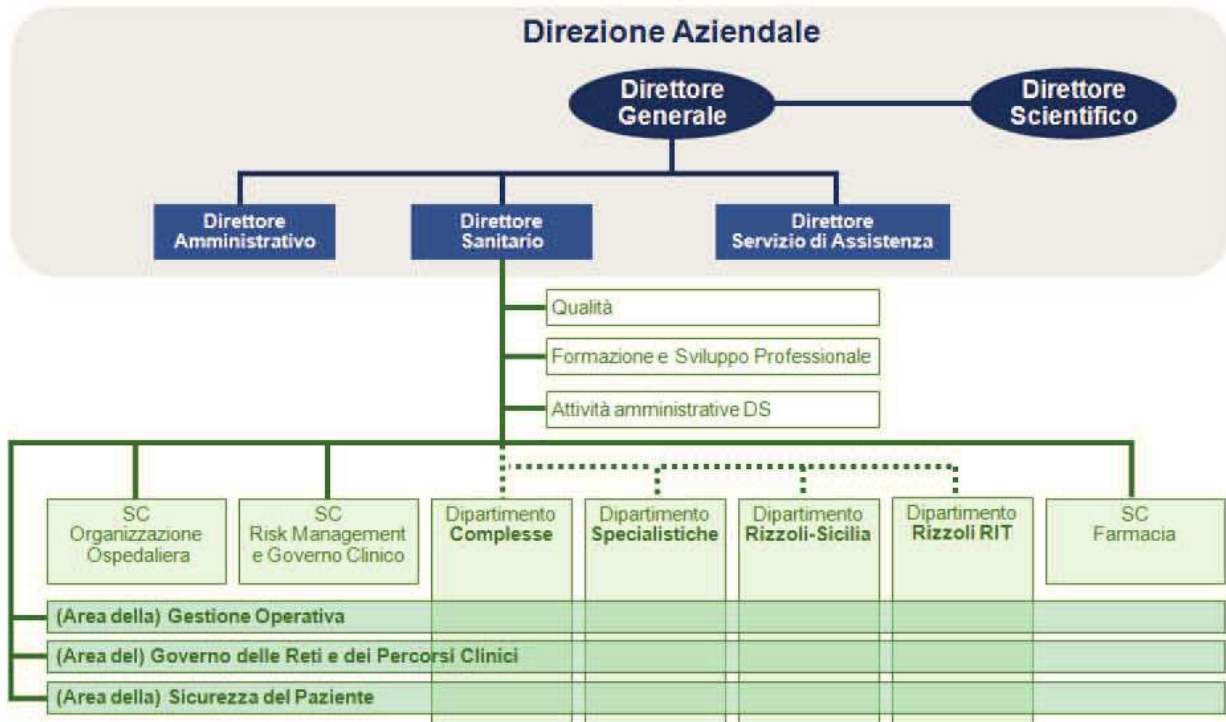 Direzione Aziendale
Direttore
Generale
Direttore
Scientifico
Direttore
Amministrativo
Direttore
Sanitario
Direttore
Servizio di Assistenza
Qualità
Formazione e Sviluppo Professionale
Attività amministrative DS
SC
Organizzazione
Ospedaliera
SC
Risk Management
e Governo Clinico
Dipartimento
Complesse
Dipartimento
Specialistiche
Dipartimento
Rizzoli-Sicilia
Dipartimento
Rizzoli RIT
SC
Farmacia
(Area della) Gestione Operativa
(Area del) Governo delle Reti e dei Percorsi Clinici
(Area della) Sicurezza del Paziente